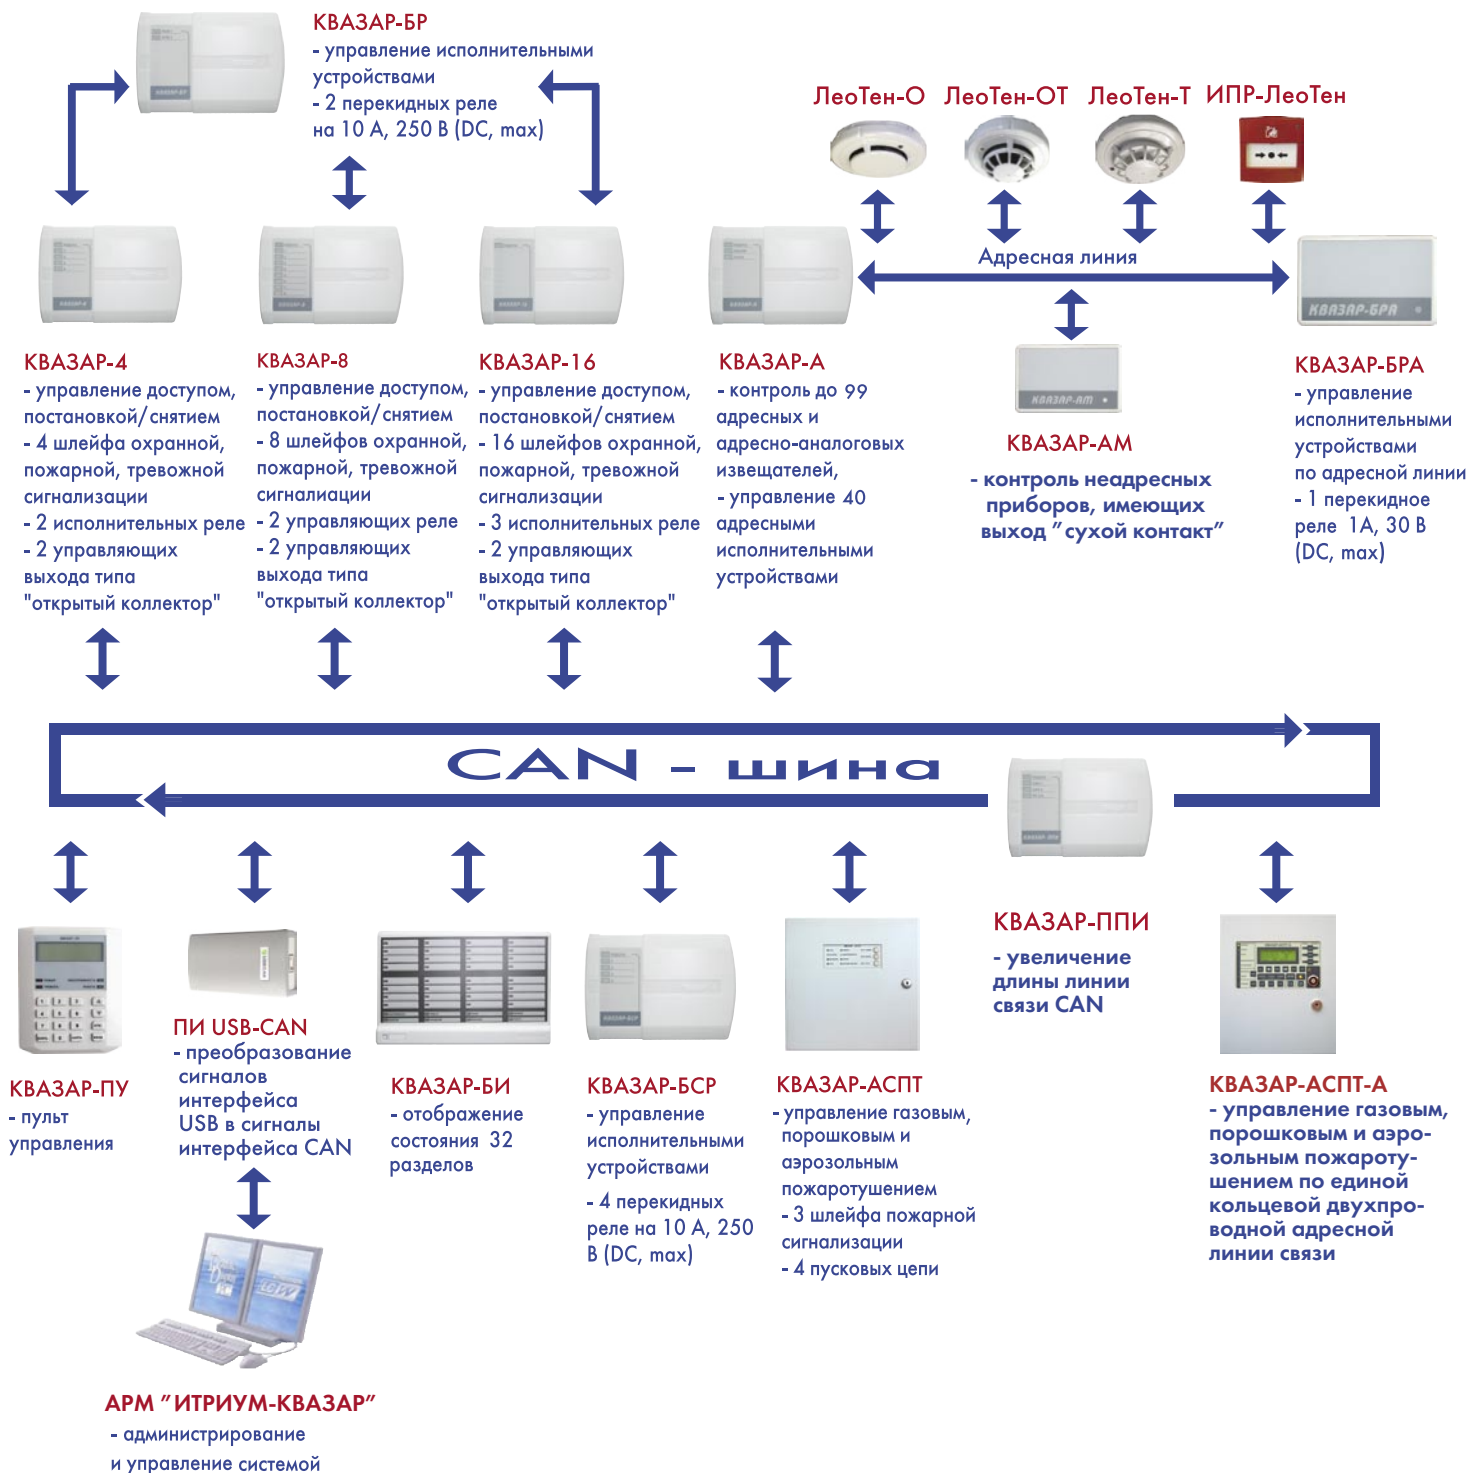 КВАЗАР-БР
- управление исполнительными
устройствами
- 2 перекидных реле
на 10 А, 250 В (DC, max)
ЛеоТен-О
ЛеоТен-ОТ
ЛеоТен-Т
ИПР-ЛеоТен
Адресная линия
КВАЗАР-БРА
КВАЗАР-АМ
КВАЗАР-4
- управление доступом,
постановкой/снятием
- 4 шлейфа охранной,
пожарной, тревожной
сигнализации
- 2 исполнительных реле
- 2 управляющих
выхода типа
"открытый коллектор"
КВАЗАР-8
- управление доступом,
постановкой/снятием
- 8 шлейфов охранной,
пожарной, тревожной
сигналиации
- 2 управляющих реле
- 2 управляющих
выхода типа
"открытый коллектор"
КВАЗАР-16
- управление доступом,
постановкой/снятием
- 16 шлейфов охранной,
пожарной, тревожной
сигнализации
- 3 исполнительных реле
- 2 управляющих
выхода типа
"открытый коллектор"
КВАЗАР-А
- контроль до 99
адресных и
адресно-аналоговых
извещателей,
- управление 40
адресными
исполнительными
устройствами
КВАЗАР-АМ
- контроль неадресных
приборов, имеющих
выход "сухой контакт"
КВАЗАР-БРА
- управление
исполнительными
устройствами
по адресной линии
- 1 перекидное
реле 1А, 30 В
(DC, max)
CAN - шина
КВАЗАР-ППИ
- увеличение
длины линии
связи CAN
КВАЗАР-ПУ
- пульт
управления
ПИ USB-CAN
- преобразование
сигналов
интерфейса
USB в сигналы
интерфейса CAN
КВАЗАР-БИ
- отображение
состояния 32
разделов
КВАЗАР-БСР
- управление
исполнительными
устройствами
- 4 перекидных
реле на 10 А, 250
В (DC, max)
КВАЗАР-АСПТ
- управление газовым,
порошковым и
аэрозольным
пожаротушением
- 3 шлейфа пожарной
сигнализации
- 4 пусковых цепи
КВАЗАР-АСПТ-А
- управление газовым,
порошковым и аэро-
зольным пожароту-
шением по единой
кольцевой двухпро-
водной адресной
линии связи
АРМ "ИТРИУМ-КВАЗАР"
- администрирование
и управление системой